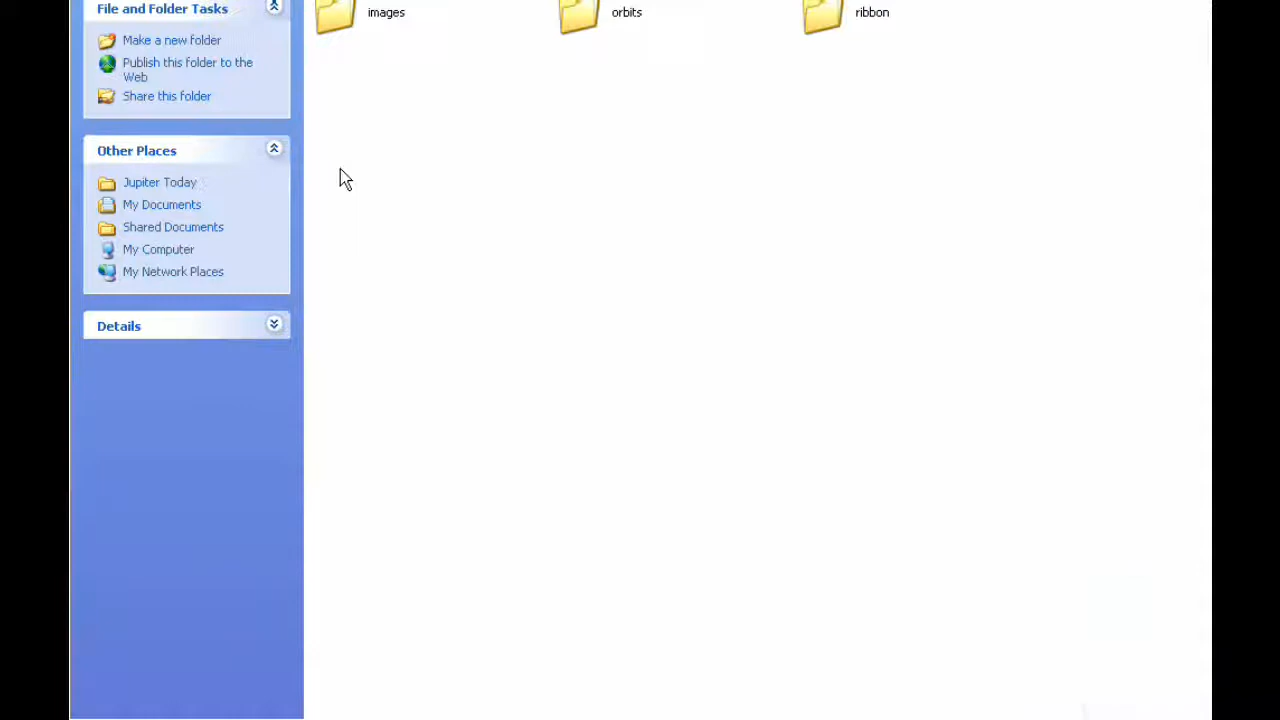 File and Folder Tasks
images
orbits
ribbon
Make a new folder
Publish this folder to the
Web
Share this folder
Other Places
Jupiter Today
My Documents
Shared Documents
My Computer
My Network Places
Details